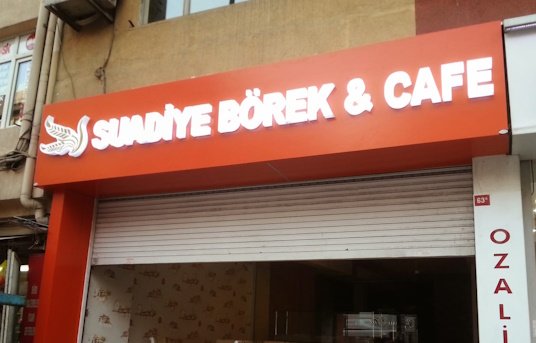 SUADİYE BÖREK & CAFE
63
OZALİ